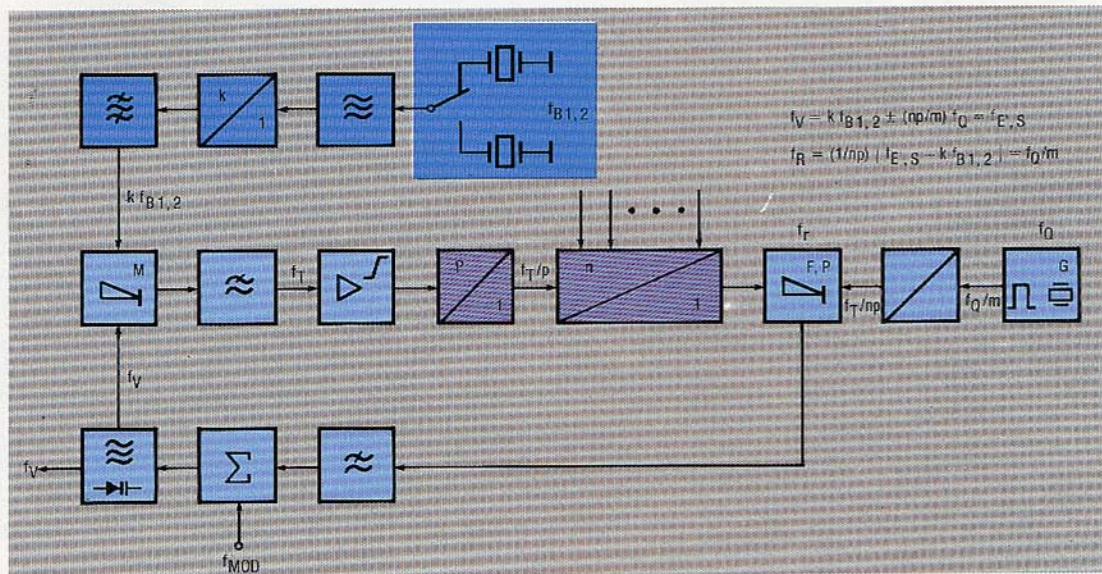 k
1
f_B1,2
f_V = k f_B1,2 ± (np/m) f_Q = f_E,S
f_R = (1/np) | f_E,S − k f_B1,2 | = f_Q/m
k f_B1,2
M
f_T
P
1
f_T/p
n
• • •
1
f_r
F, P
f_T/np
f_Q/m
f_Q
G
f_V
f_V
Σ
f_MOD